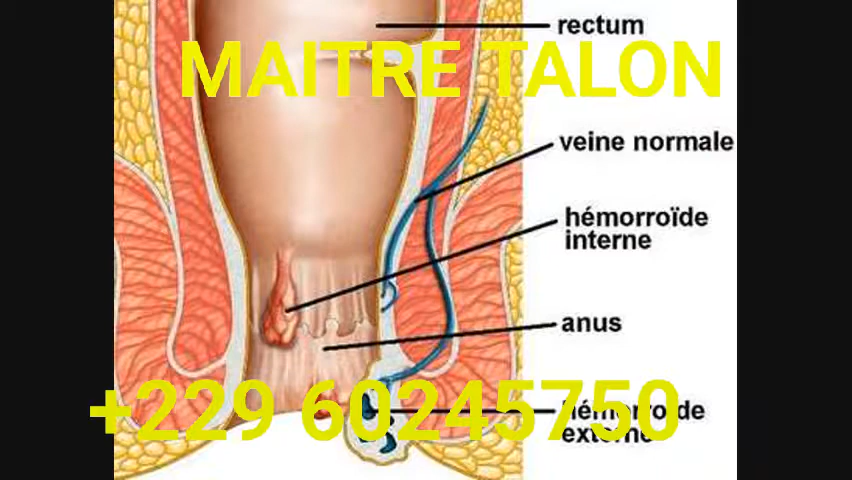 rectum
MAITRE TALON
veine normale
hémorroïde
interne
anus
+229 60245750
hémorroïde
externe